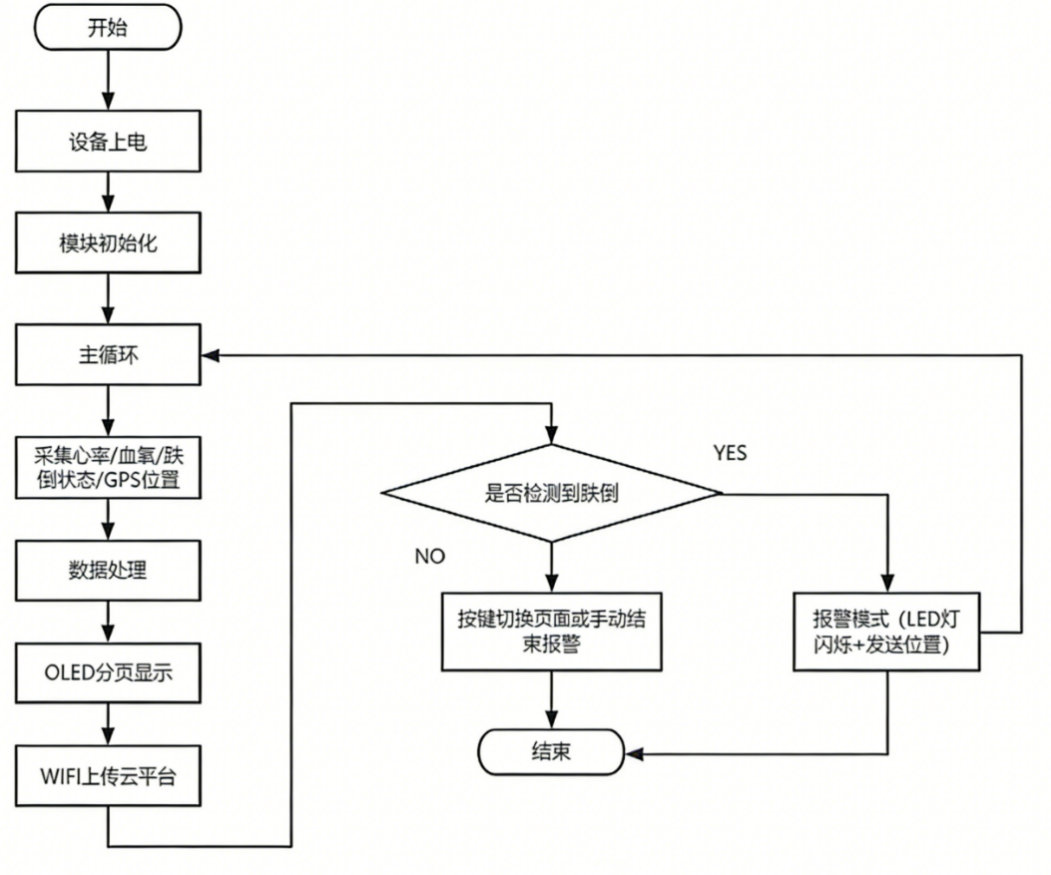 开始
设备上电
模块初始化
主循环
采集心率/血氧/跌
倒状态/GPS位置
数据处理
OLED分页显示
WIFI上传云平台
是否检测到跌倒
YES
NO
按键切换页面或手动结
束报警
报警模式（LED灯
闪烁+发送位置）
结束